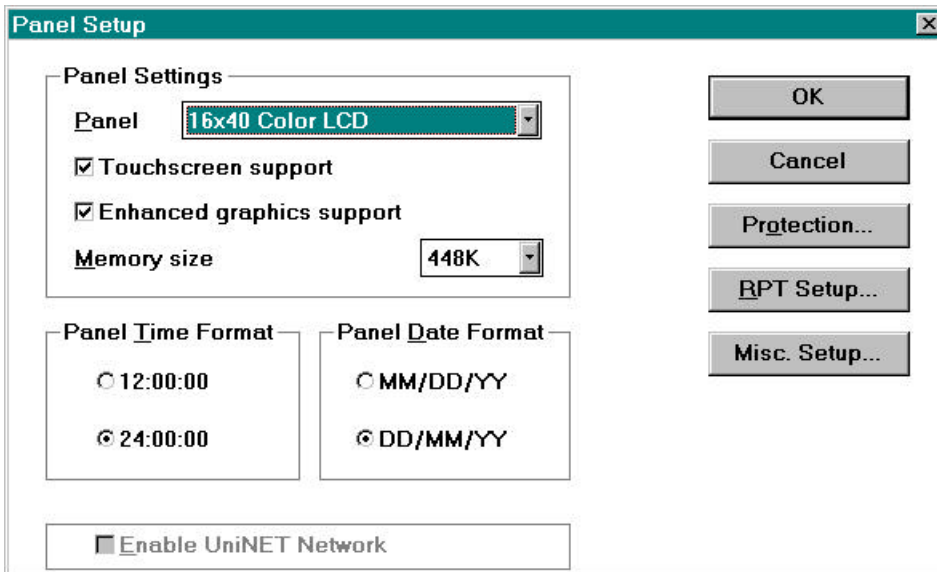 Panel Setup
Panel Settings
Panel 16x40 Color LCD
Touchscreen support
Enhanced graphics support
Memory size 448K
OK
Cancel
Protection...
RPT Setup...
Misc. Setup...
Panel Time Format
12:00:00
24:00:00
Panel Date Format
MM/DD/YY
DD/MM/YY
Enable UniNET Network